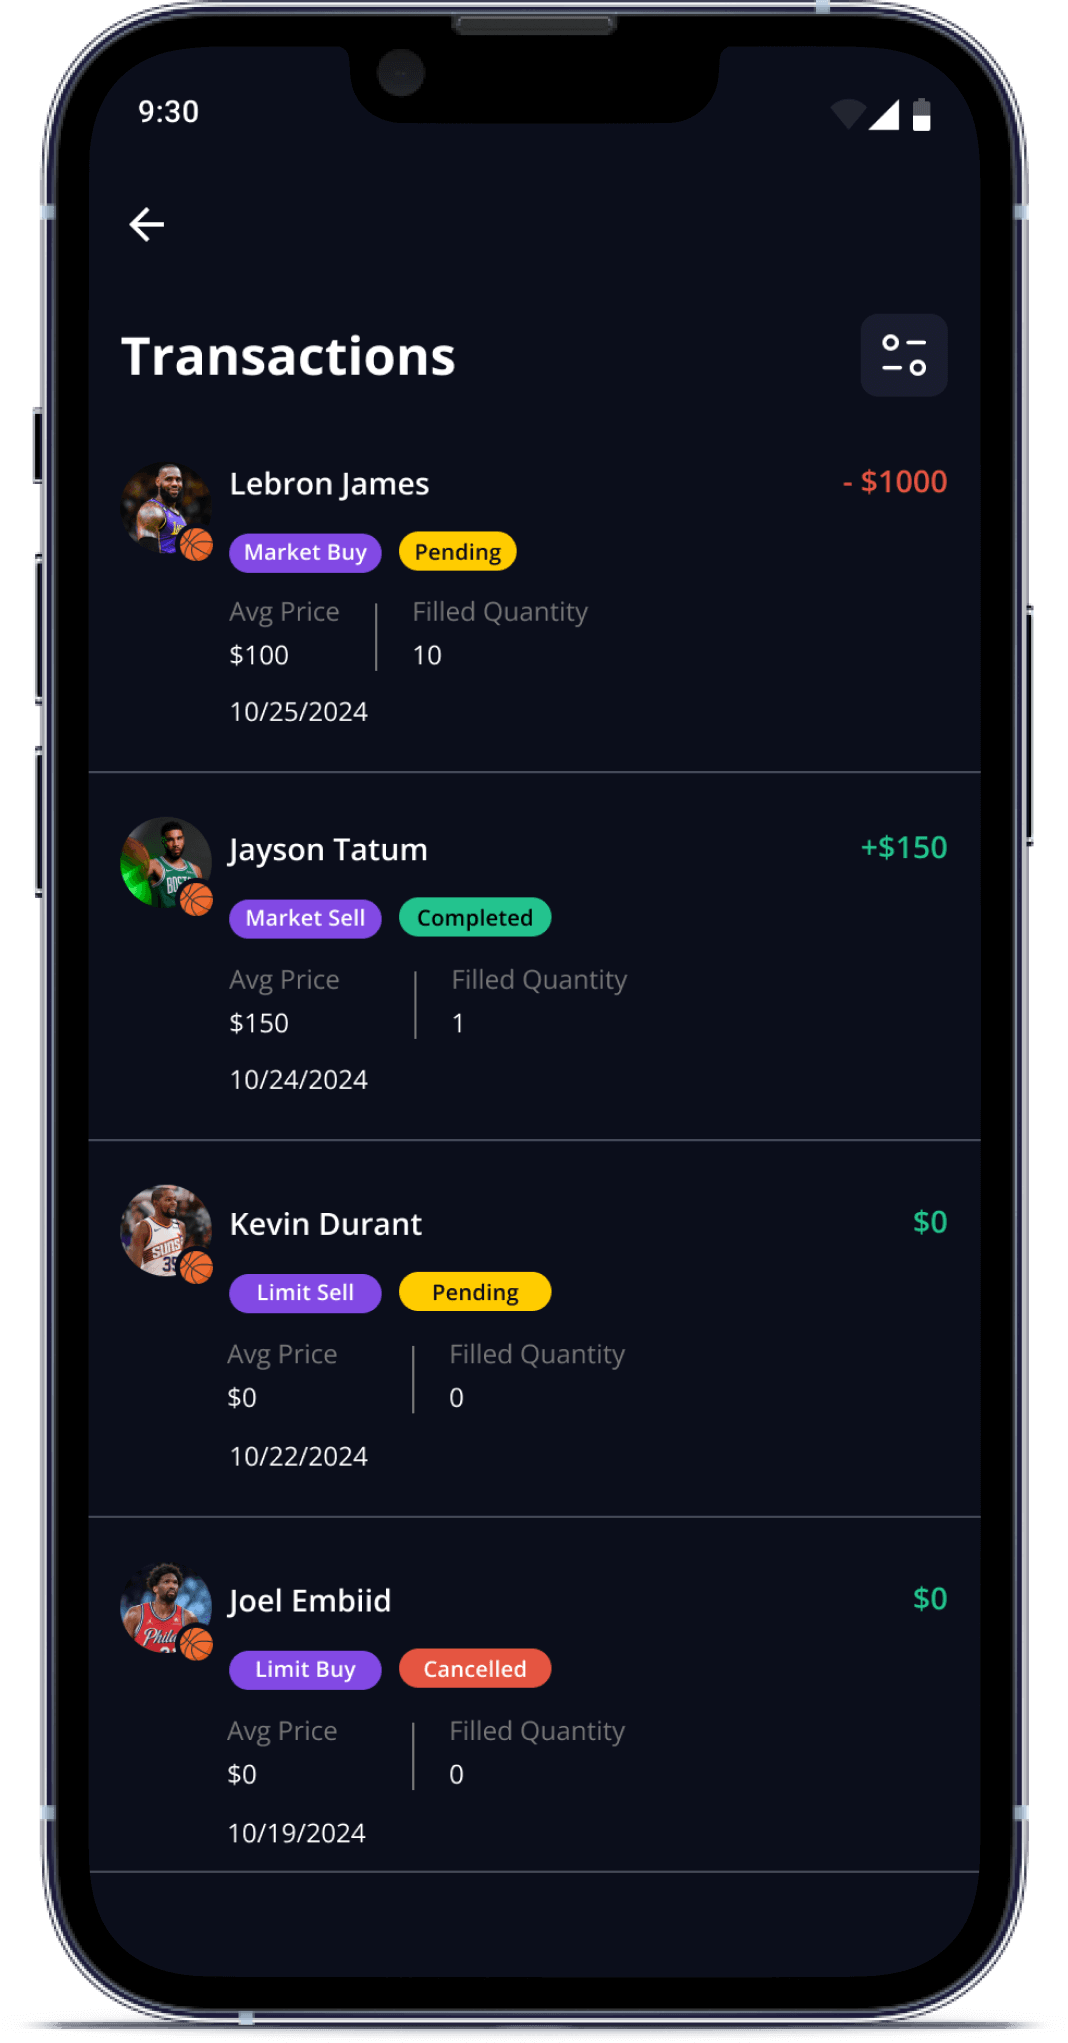 9:30
Transactions
Lebron James - $1000
Market Buy Pending
Avg Price Filled Quantity
$100 10
10/25/2024
Jayson Tatum +$150
Market Sell Completed
Avg Price Filled Quantity
$150 1
10/24/2024
Kevin Durant $0
Limit Sell Pending
Avg Price Filled Quantity
$0 0
10/22/2024
Joel Embiid $0
Limit Buy Cancelled
Avg Price Filled Quantity
$0 0
10/19/2024